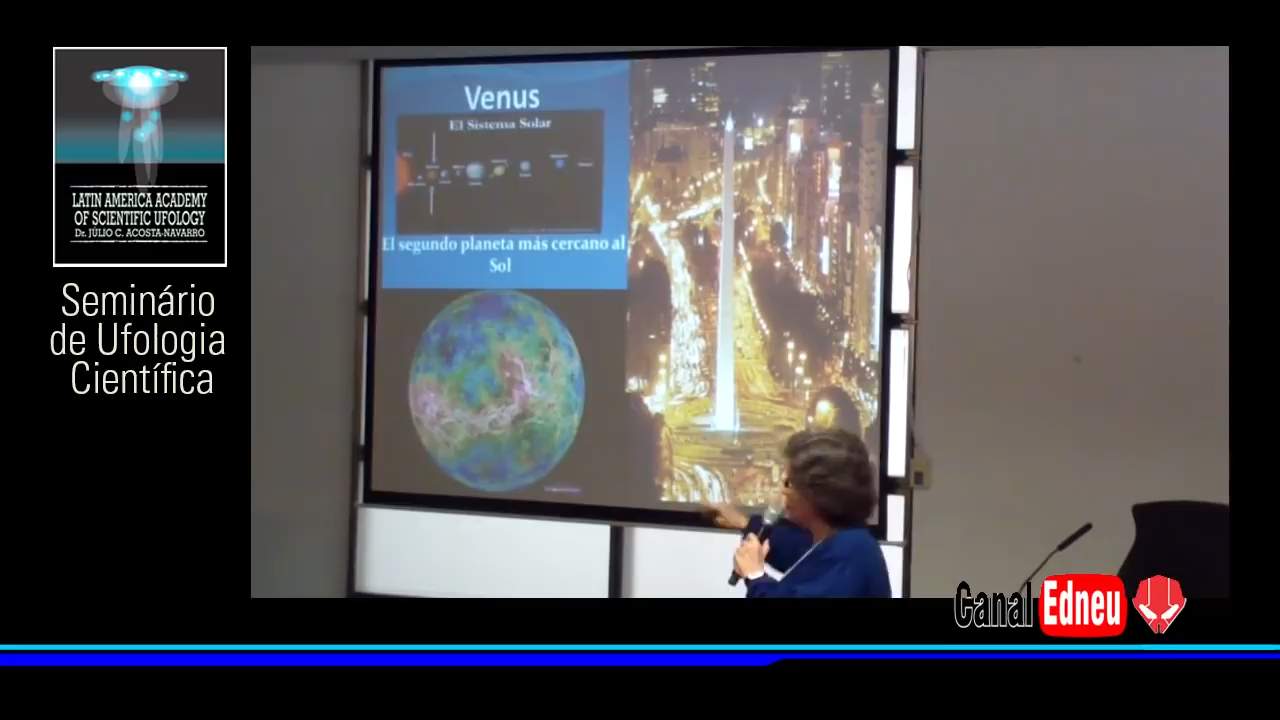 LATIN AMERICA ACADEMY
OF SCIENTIFIC UFOLOGY
Dr. JÚLIO C. ACOSTA-NAVARRO
Seminário
de Ufologia
Científica
Venus
El Sistema Solar
El segundo planeta más cercano al
Sol
Canal Edneu